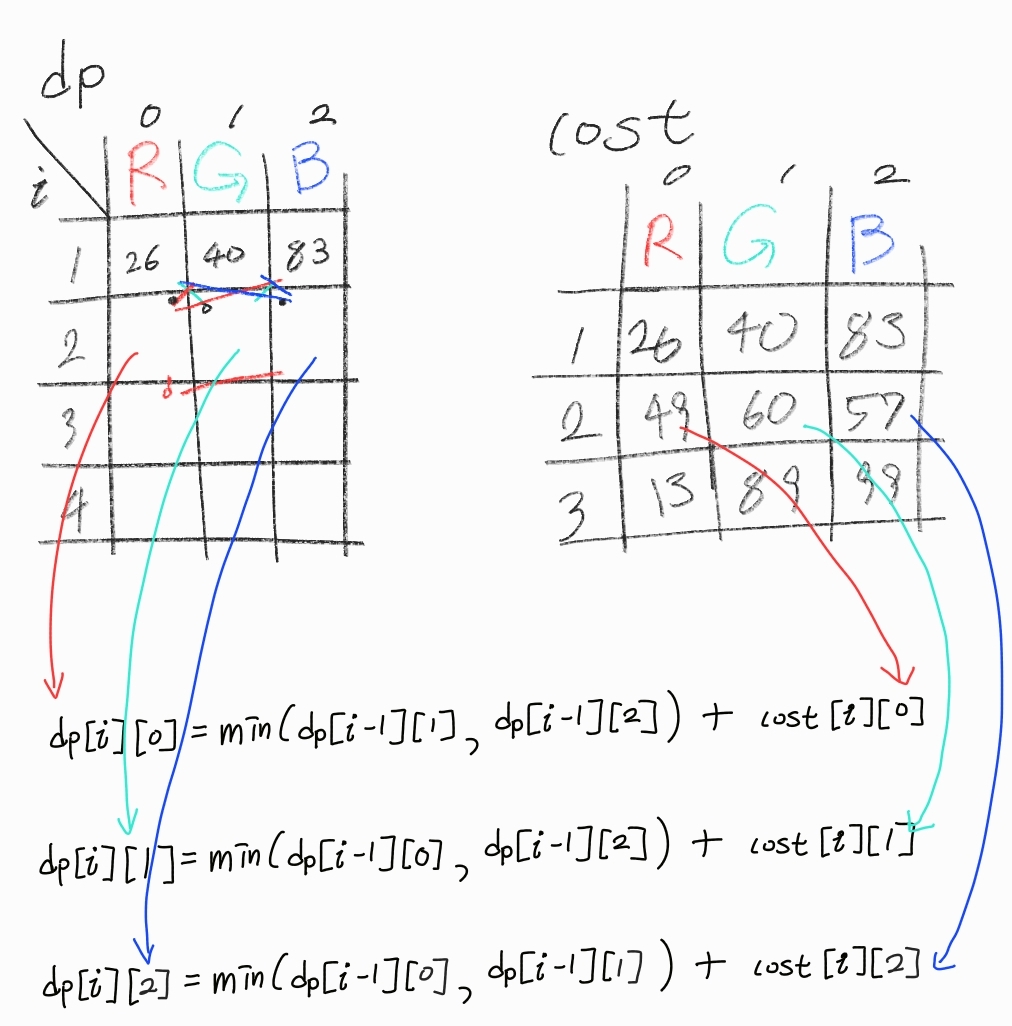 dp
0 1 2
i R G B
1 26 40 83
2
3
4
cost
0 1 2
R G B
1 26 40 83
2 49 60 57
3 13 89 99
dp[i][0] = min(dp[i-1][1], dp[i-1][2]) + cost[i][0]
dp[i][1] = min(dp[i-1][0], dp[i-1][2]) + cost[i][1]
dp[i][2] = min(dp[i-1][0], dp[i-1][1]) + cost[i][2]